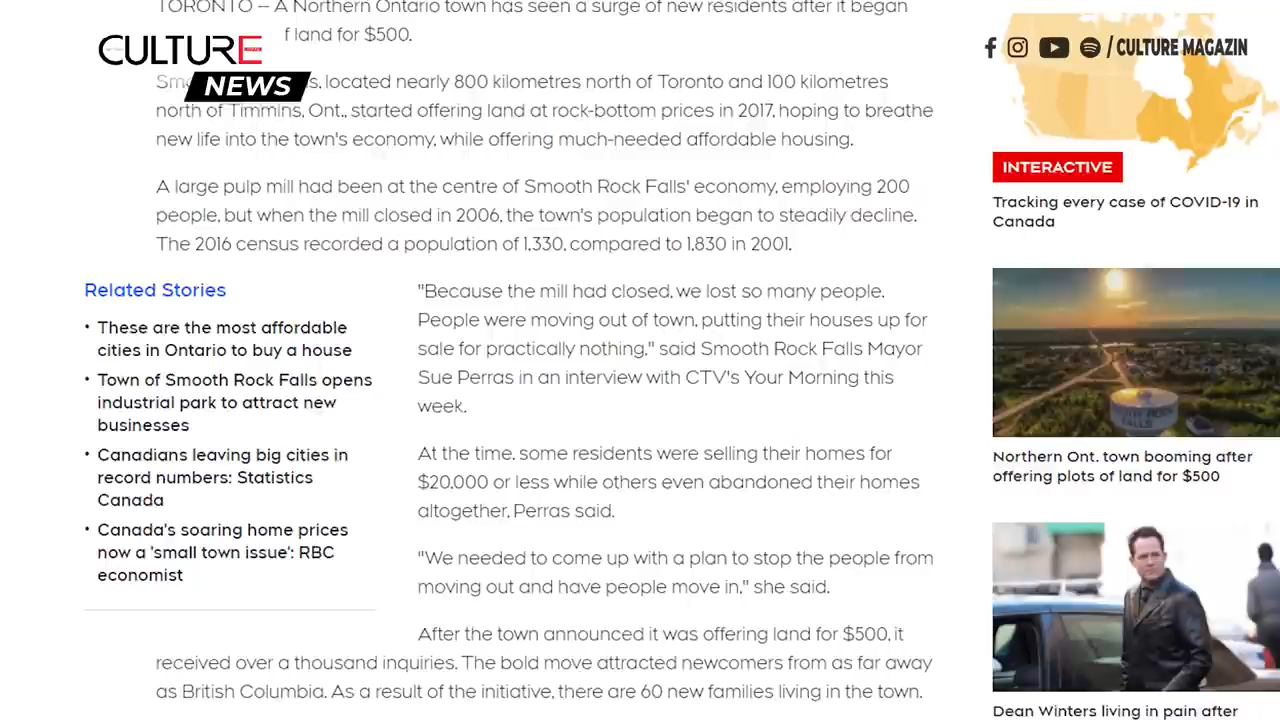 TORONTO -- A Northern Ontario town has seen a surge of new residents after it began
f land for $500.
CULTURE
NEWS
/ CULTURE MAGAZIN
located nearly 800 kilometres north of Toronto and 100 kilometres
north of Timmins, Ont., started offering land at rock-bottom prices in 2017, hoping to breathe
new life into the town's economy, while offering much-needed affordable housing.
A large pulp mill had been at the centre of Smooth Rock Falls' economy, employing 200
people, but when the mill closed in 2006, the town's population began to steadily decline.
The 2016 census recorded a population of 1,330, compared to 1,830 in 2001.
Related Stories
• These are the most affordable
cities in Ontario to buy a house
• Town of Smooth Rock Falls opens
industrial park to attract new
businesses
• Canadians leaving big cities in
record numbers: Statistics
Canada
• Canada's soaring home prices
now a 'small town issue': RBC
economist
"Because the mill had closed, we lost so many people.
People were moving out of town, putting their houses up for
sale for practically nothing," said Smooth Rock Falls Mayor
Sue Perras in an interview with CTV's Your Morning this
week.
At the time, some residents were selling their homes for
$20,000 or less while others even abandoned their homes
altogether, Perras said.
"We needed to come up with a plan to stop the people from
moving out and have people move in," she said.
After the town announced it was offering land for $500, it
received over a thousand inquiries. The bold move attracted newcomers from as far away
as British Columbia. As a result of the initiative, there are 60 new families living in the town.
INTERACTIVE
Tracking every case of COVID-19 in
Canada
Northern Ont. town booming after
offering plots of land for $500
Dean Winters living in pain after